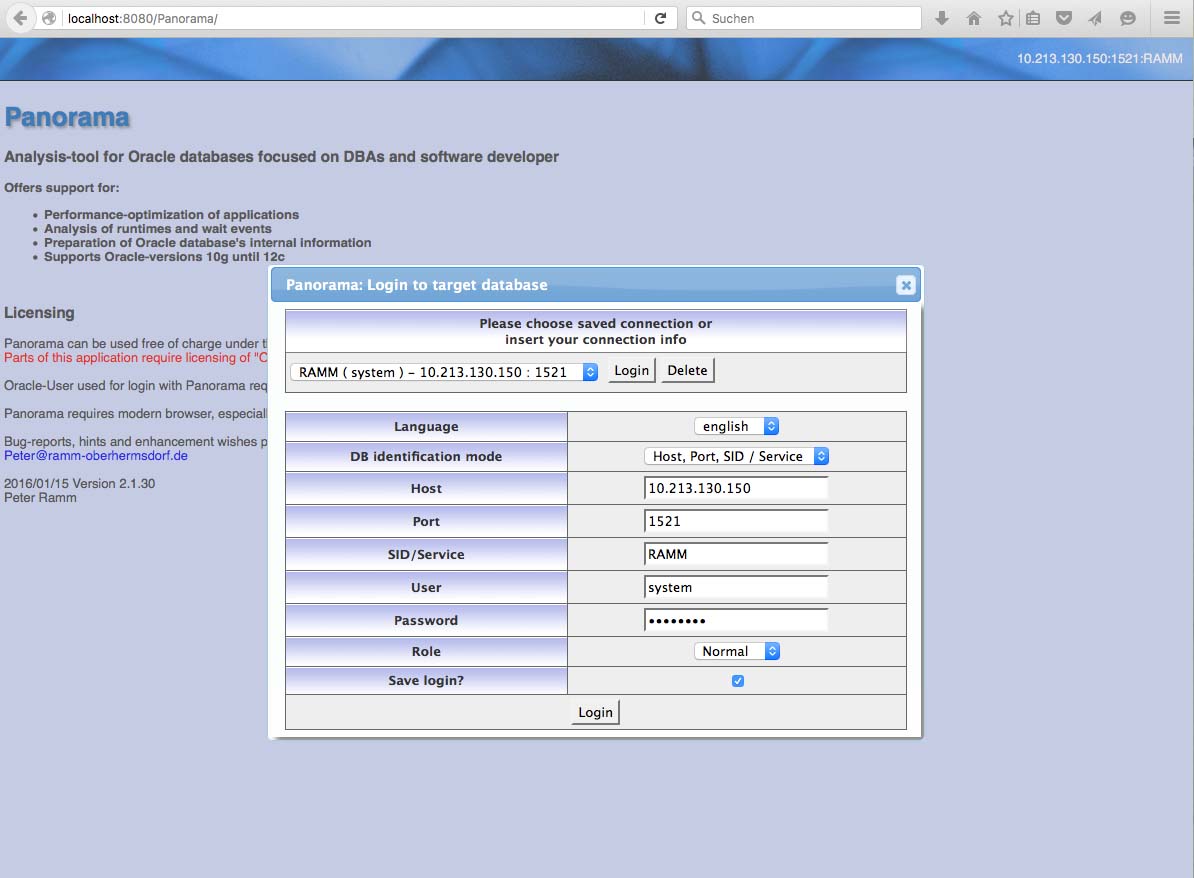 localhost:8080/Panorama/
Suchen
10.213.130.150:1521:RAMM
Panorama
Analysis-tool for Oracle databases focused on DBAs and software developer
Offers support for:
• Performance-optimization of applications
• Analysis of runtimes and wait events
• Preparation of Oracle database's internal information
• Supports Oracle-versions 10g until 12c
Licensing
Panorama can be used free of charge under
Parts of this application require licensing of "
Oracle-User used for login with Panorama
Panorama requires modern browser,
Bug-reports, hints and enhancement wishes
Peter@ramm-oberhermsdorf.de
2016/01/15 Version 2.1.30
Peter Ramm
Panorama: Login to target database
Please choose saved connection or
insert your connection info
RAMM ( system ) - 10.213.130.150 : 1521 Login Delete
Language english
DB identification mode Host, Port, SID / Service
Host 10.213.130.150
Port 1521
SID/Service RAMM
User system
Password ••••••••
Role Normal
Save login?
Login